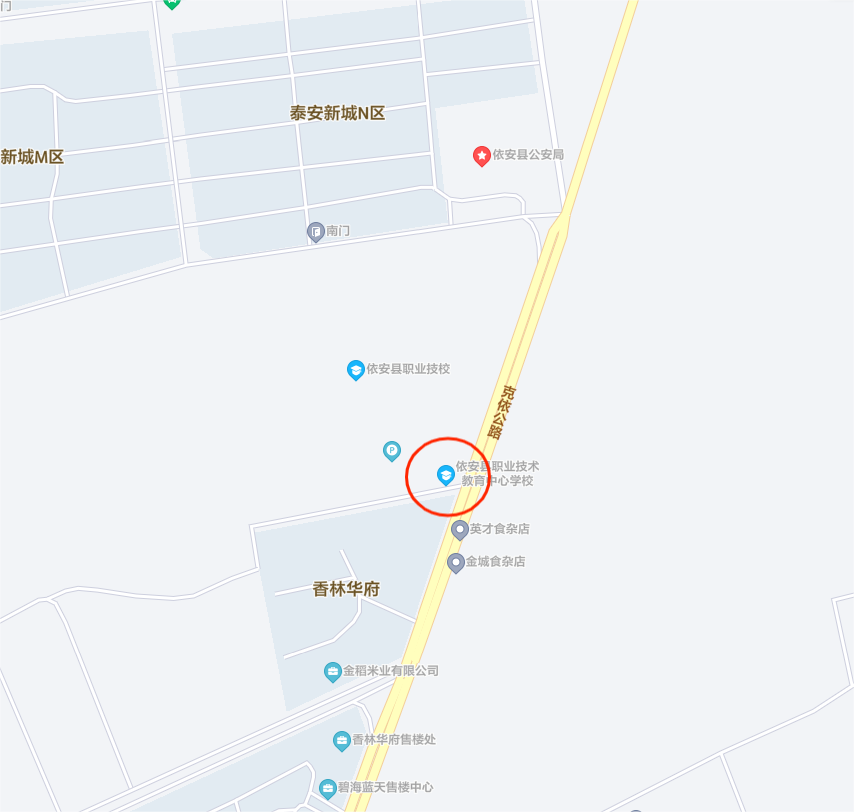 门
泰安新城N区
新城M区
依安县公安局
南门
依安县职业技校
克依公路
P
依安县职业技术
教育中心学校
英才食杂店
金城食杂店
香林华府
金稻米业有限公司
香林华府售楼处
碧海蓝天售楼中心